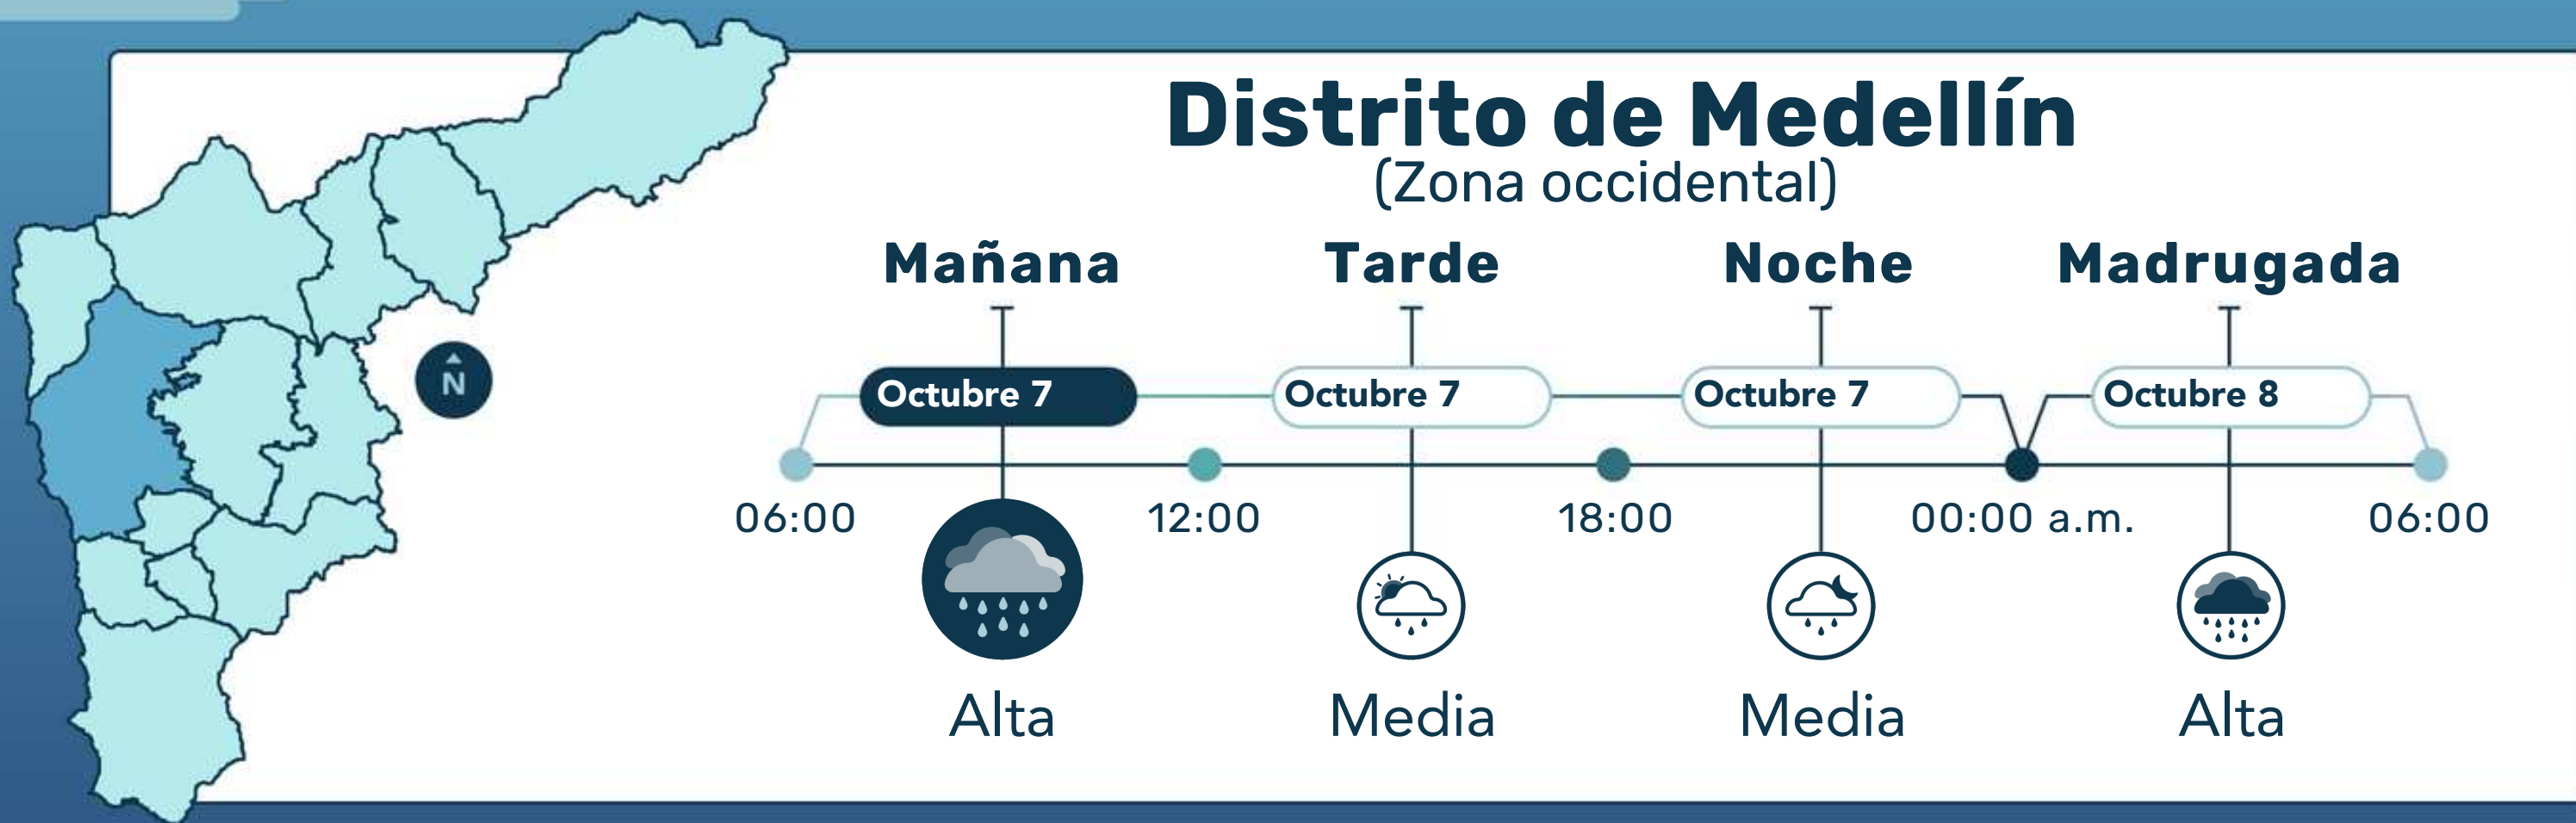 Distrito de Medellín
(Zona occidental)
Mañana Tarde Noche Madrugada
N
Octubre 7 Octubre 7 Octubre 7 Octubre 8
06:00 12:00 18:00 00:00 a.m. 06:00
Alta Media Media Alta